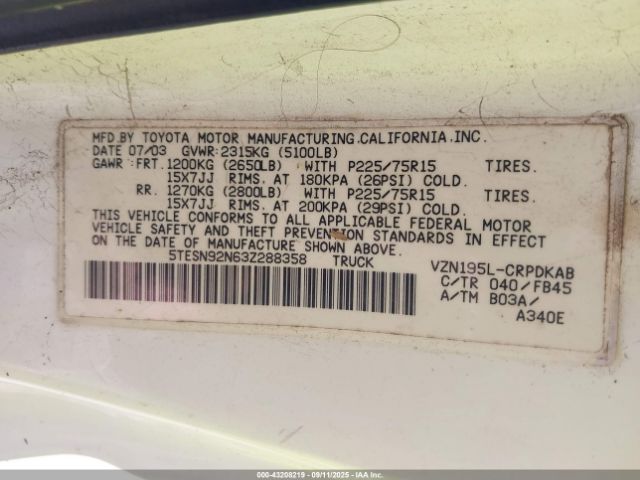 MFD BY TOYOTA MOTOR MANUFACTURING.CALIFORNIA.INC.
DATE 07/03 GVWR:2315KG (5100LB)
GAWR:FRT.1200KG (2650LB) WITH P225/75R15 TIRES.
15X7JJ RIMS. AT 180KPA (26PSI) COLD.
RR. 1270KG (2800LB) WITH P225/75R15 TIRES.
15X7JJ RIMS. AT 200KPA (29PSI) COLD.
THIS VEHICLE CONFORMS TO ALL APPLICABLE FEDERAL MOTOR
VEHICLE SAFETY AND THEFT PREVENTION STANDARDS IN EFFECT
ON THE DATE OF MANUFACTURE SHOWN ABOVE.
5TESN92N63Z288358 TRUCK VZN195L-CRPDKAB
C/TR 040/FB45
A/TM B03A/
A340E
000-43208219 - 09/11/2025 - IAA Corp